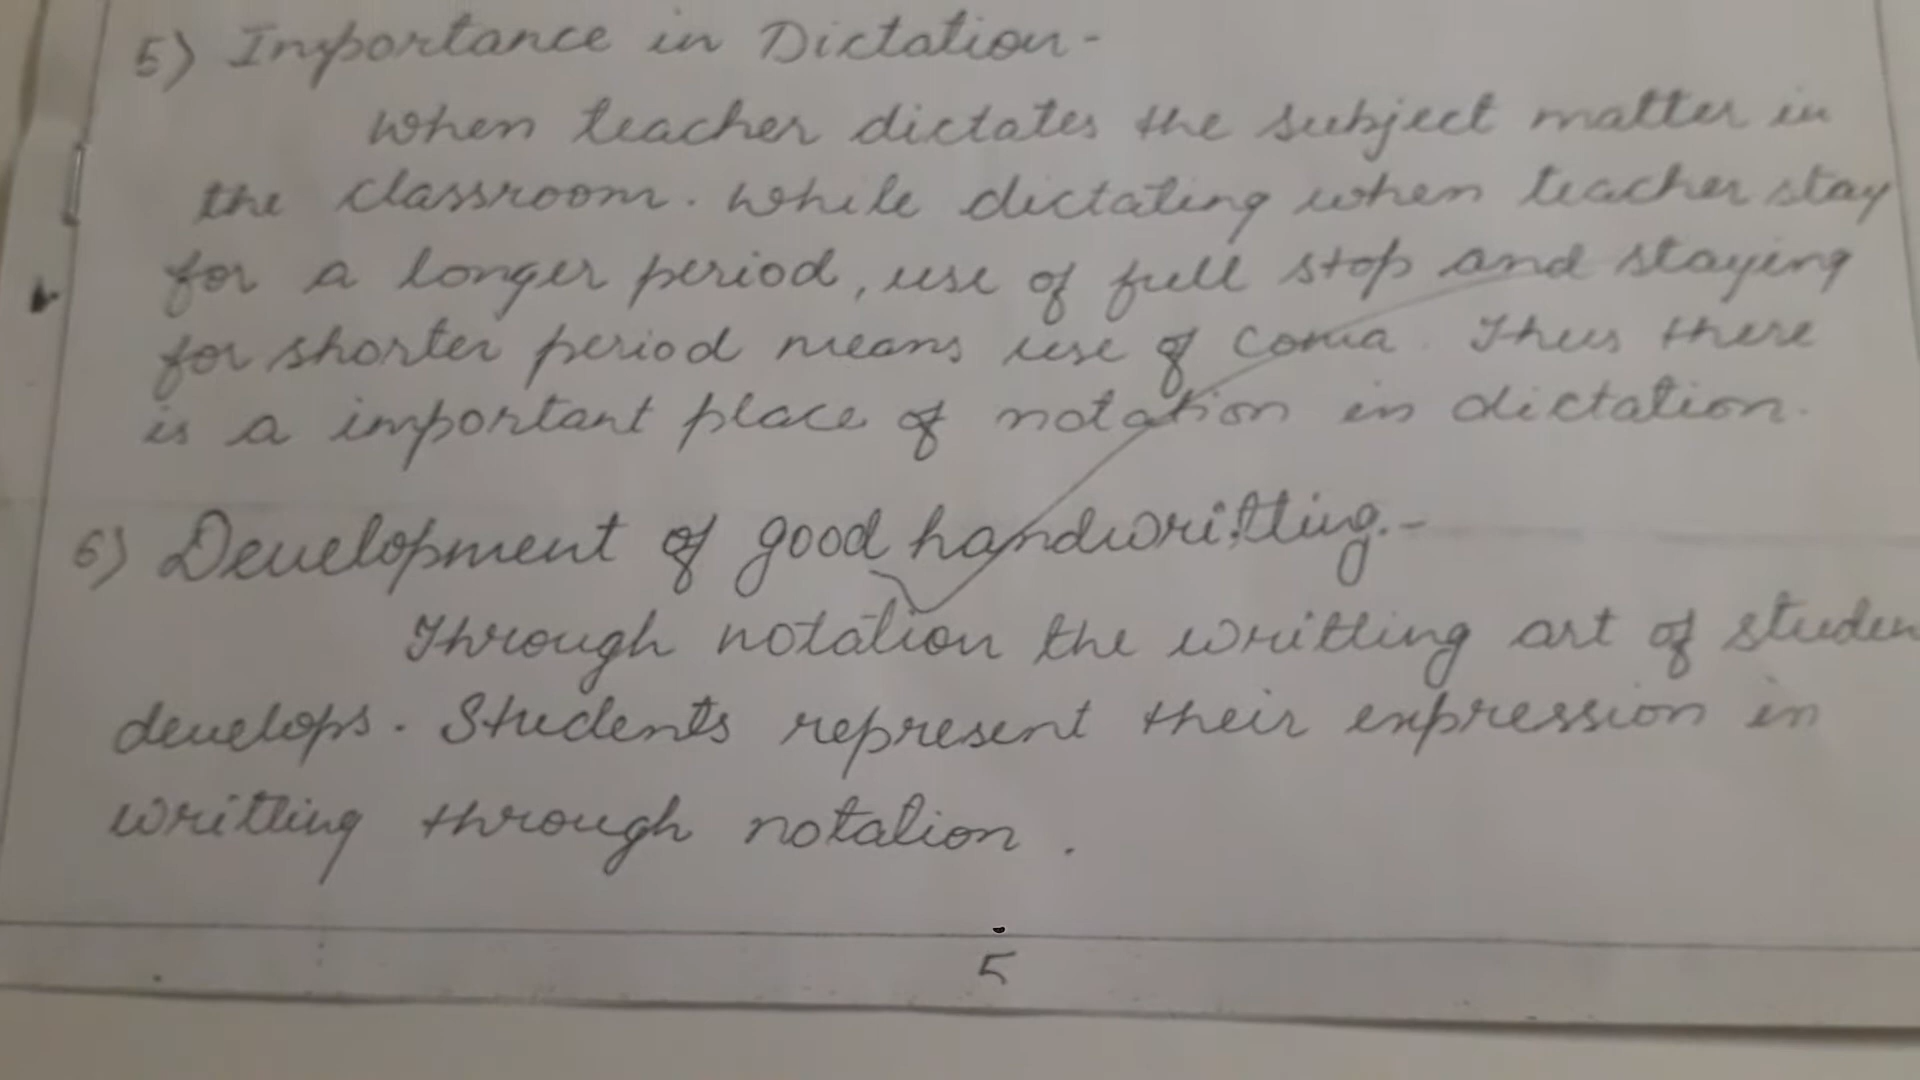 5) Importance in Dictation -
When teacher dictates the subject matter in
the classroom. While dictating when teacher stay
for a longer period, use of full stop and staying
for shorter period means use of coma. Thus there
is a important place of notation in dictation.
6) Development of good handwritting. -
Through notation the writting art of studen
develops. Students represent their expression in
writting through notation.
5